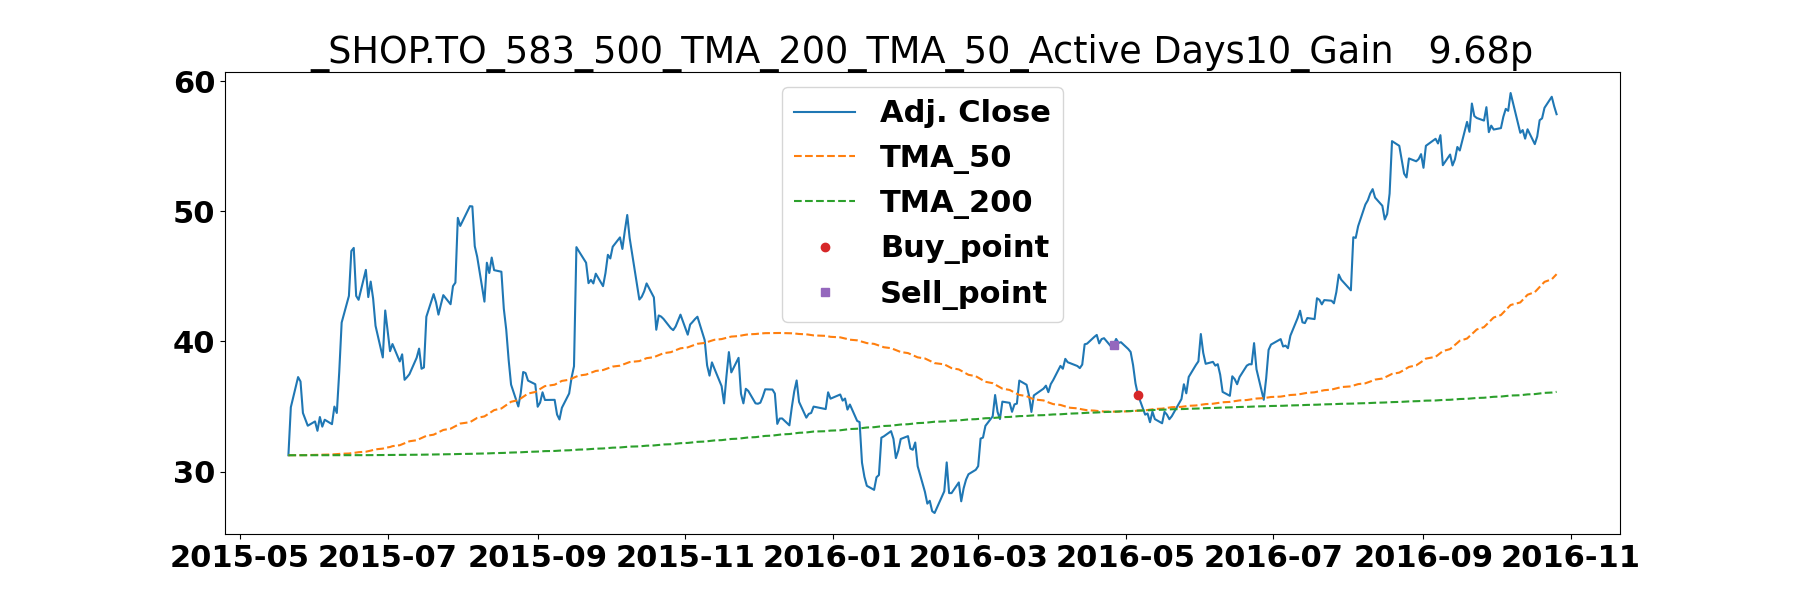 _SHOP.TO_583_500_TMA_200_TMA_50_Active Days10_Gain   9.68p
60
50
40
30
Adj. Close
TMA_50
TMA_200
Buy_point
Sell_point
2015-05 2015-07 2015-09 2015-11 2016-01 2016-03 2016-05 2016-07 2016-09 2016-11